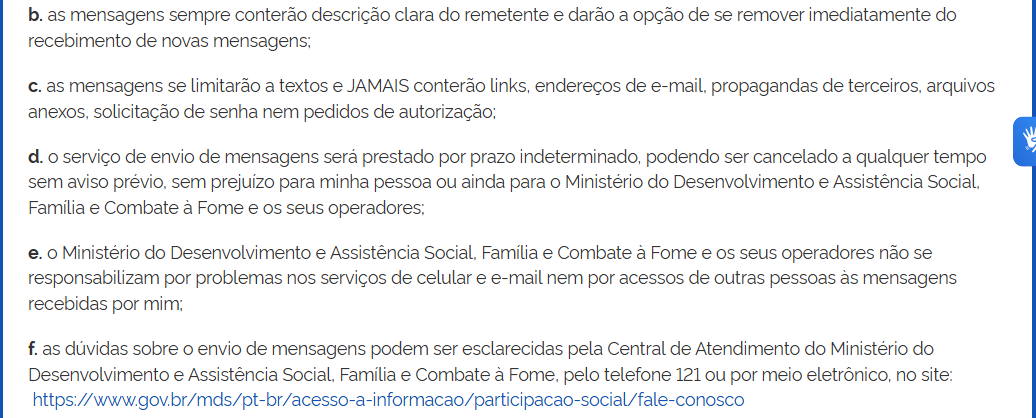 b. as mensagens sempre conterão descrição clara do remetente e darão a opção de se remover imediatamente do
recebimento de novas mensagens;
c. as mensagens se limitarão a textos e JAMAIS conterão links, endereços de e-mail, propagandas de terceiros, arquivos
anexos, solicitação de senha nem pedidos de autorização;
d. o serviço de envio de mensagens será prestado por prazo indeterminado, podendo ser cancelado a qualquer tempo
sem aviso prévio, sem prejuízo para minha pessoa ou ainda para o Ministério do Desenvolvimento e Assistência Social,
Família e Combate à Fome e os seus operadores;
e. o Ministério do Desenvolvimento e Assistência Social, Família e Combate à Fome e os seus operadores não se
responsabilizam por problemas nos serviços de celular e e-mail nem por acessos de outras pessoas às mensagens
recebidas por mim;
f. as dúvidas sobre o envio de mensagens podem ser esclarecidas pela Central de Atendimento do Ministério do
Desenvolvimento e Assistência Social, Família e Combate à Fome, pelo telefone 121 ou por meio eletrônico, no site:
https://www.gov.br/mds/pt-br/acesso-a-informacao/participacao-social/fale-conosco